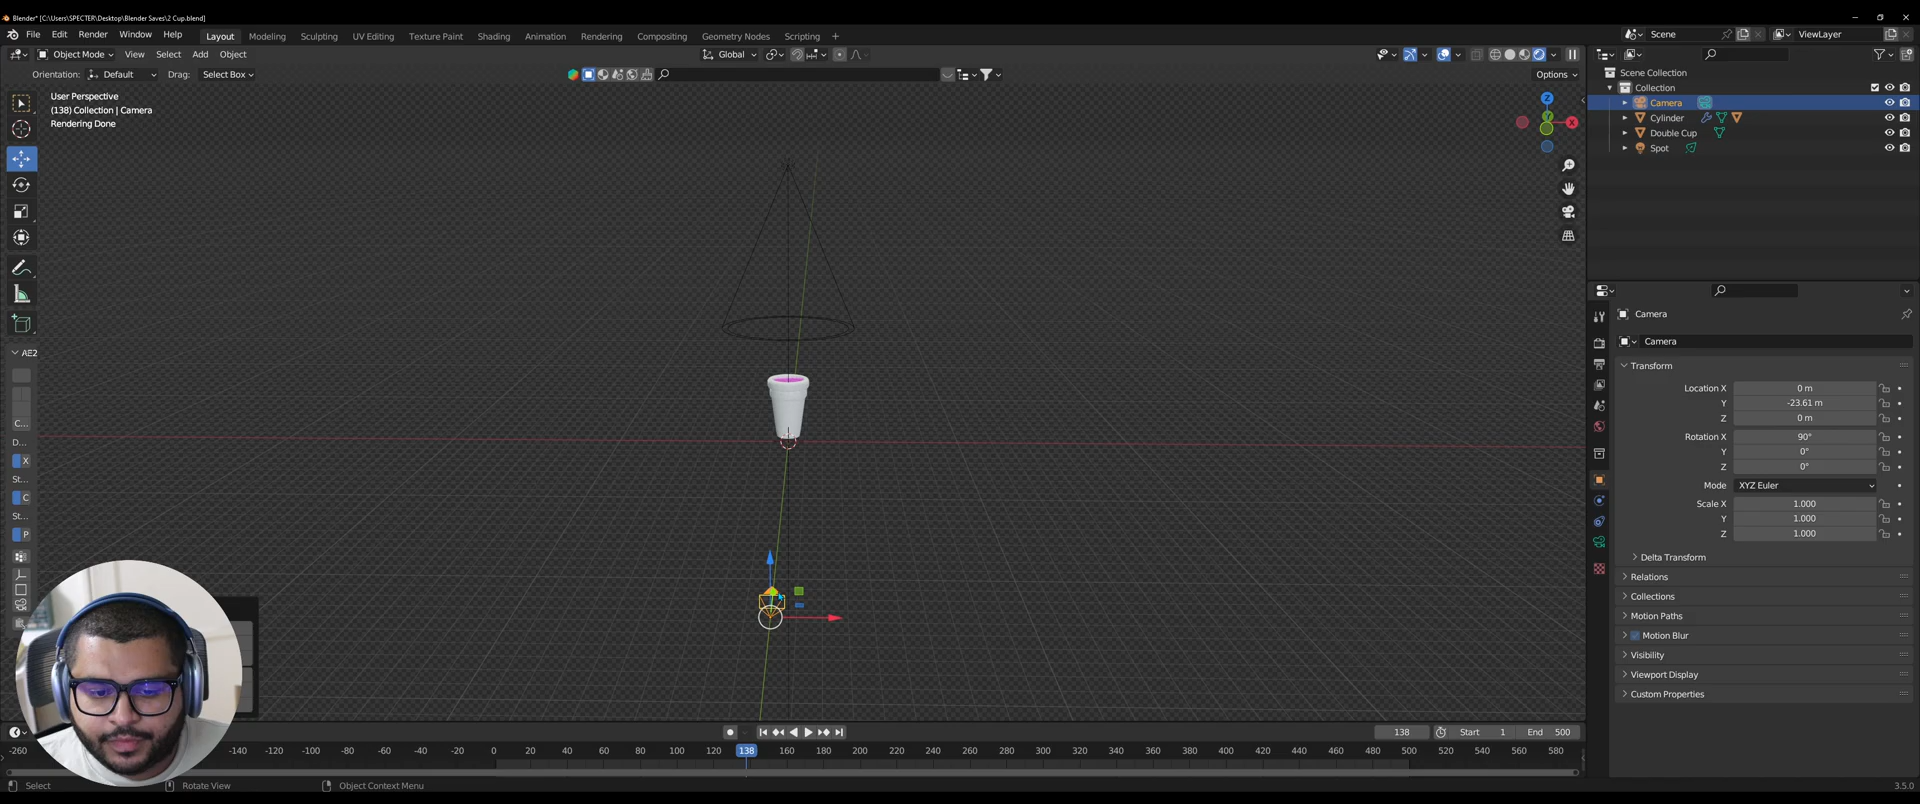 Blender* [C:\Users\SPECTER\Desktop\Blender Saves\2 Cup.blend]
File Edit Render Window Help Layout Modeling Sculpting UV Editing Texture Paint Shading Animation Rendering Compositing Geometry Nodes Scripting + Scene ViewLayer
Object Mode View Select Add Object Global
Orientation: Default Drag: Select Box Options
User Perspective
(138) Collection | Camera
Rendering Done
Z
X
Scene Collection
Collection
Camera
Cylinder
Double Cup
Spot
AE2
C...
D...
X
St...
C
St...
P
Camera
Camera
Transform
Location X 0 m
Y -23.61 m
Z 0 m
Rotation X 90°
Y 0°
Z 0°
Mode XYZ Euler
Scale X 1.000
Y 1.000
Z 1.000
Delta Transform
Relations
Collections
Motion Paths
Motion Blur
Visibility
Viewport Display
Custom Properties
138 Start 1 End 500
-260 -140 -120 -100 -80 -60 -40 -20 0 20 40 60 80 100 120 138 160 180 200 220 240 260 280 300 320 340 360 380 400 420 440 460 480 500 520 540 560 580
Select Rotate View Object Context Menu 3.5.0